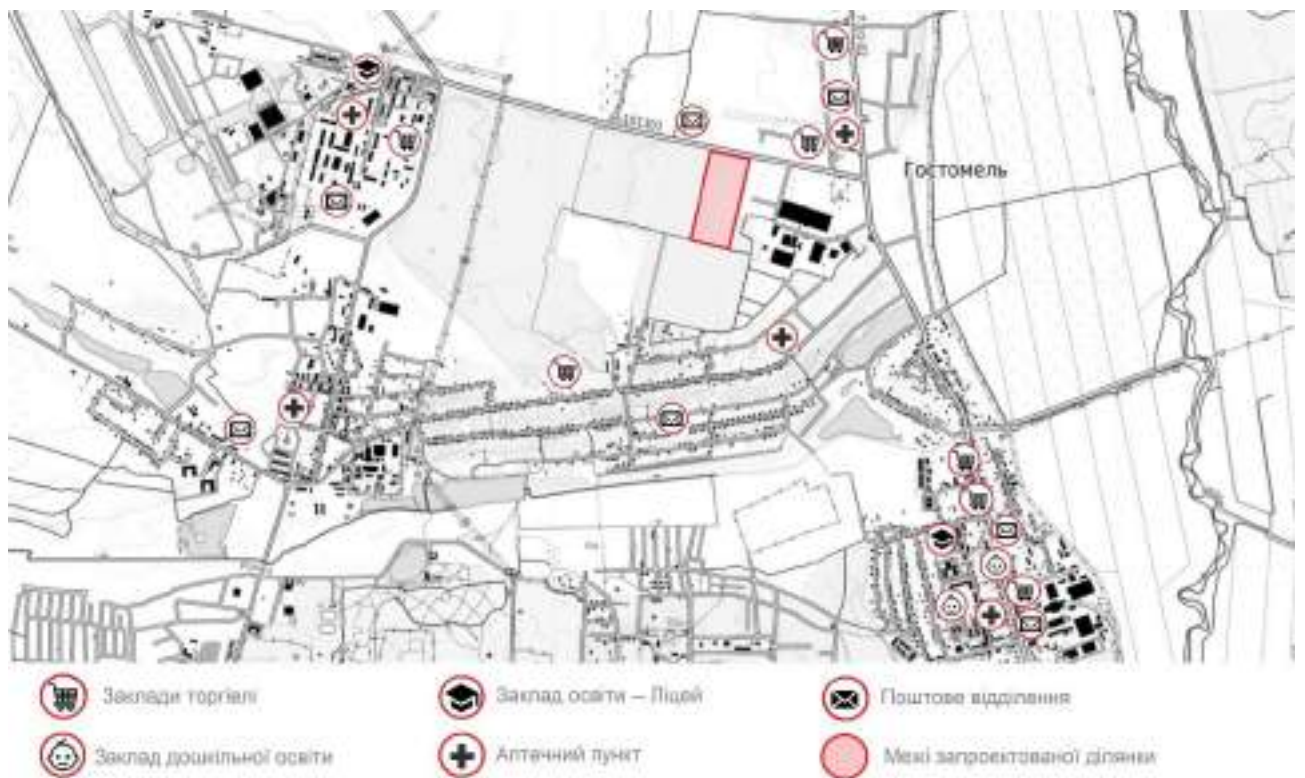 Гостомель
Заклади торгівлі
Заклад освіти – Ліцей
Поштове відділення
Заклад дошкільної освіти
Аптечний пункт
Межі запроектованої ділянки